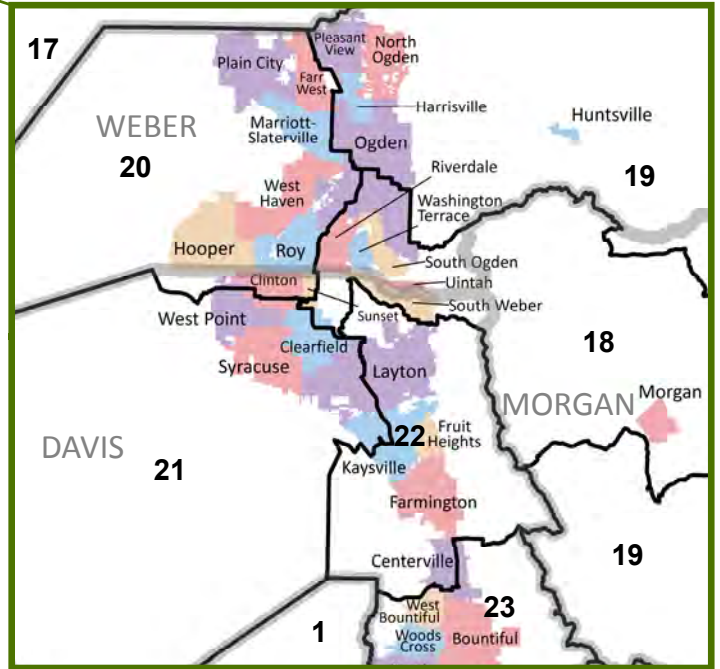 17
Pleasant
View
North
Ogden
Plain City
Farr
West
Harrisville
Huntsville
WEBER
Marriott-
Slaterville
Ogden
20
Riverdale
19
West
Haven
Washington
Terrace
Hooper
Roy
South Ogden
Clinton
Uintah
South Weber
Sunset
West Point
18
Clearfield
Syracuse
Layton
MORGAN
Morgan
22
Fruit
Heights
DAVIS
21
Kaysville
Farmington
19
Centerville
West
Bountiful
23
1
Woods
Cross
Bountiful